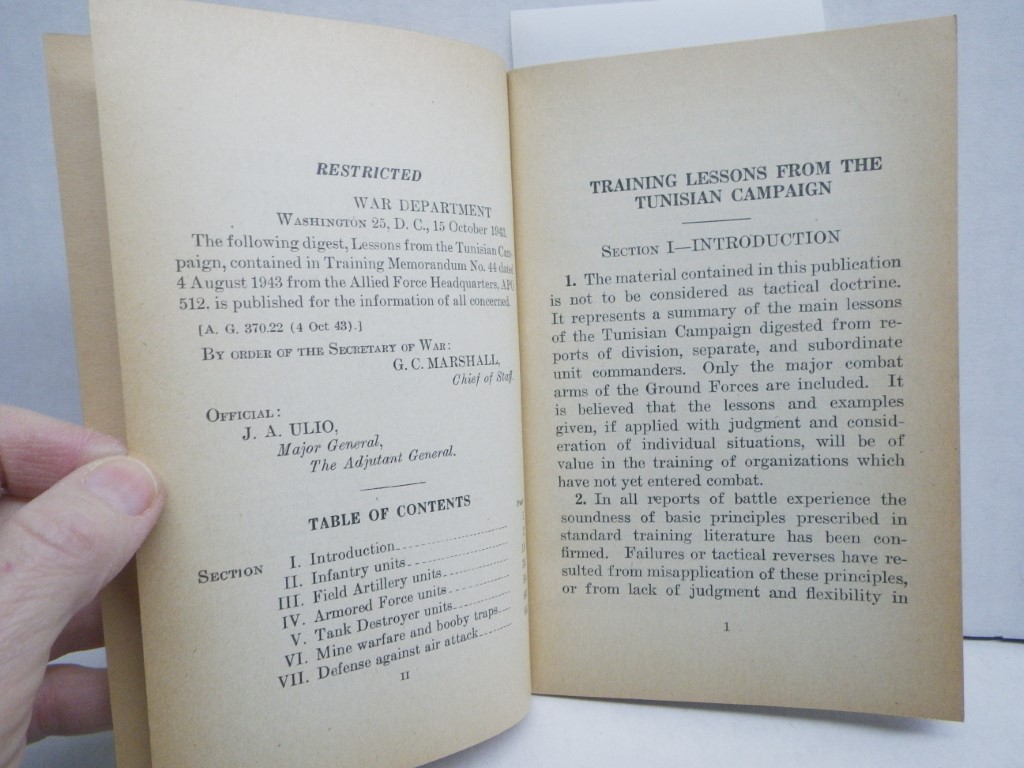 RESTRICTED
WAR DEPARTMENT
WASHINGTON 25, D. C., 15 October 1943.
The following digest, Lessons from the Tunisian Cam-
paign, contained in Training Memorandum No. 44 dated
4 August 1943 from the Allied Force Headquarters, APO
512, is published for the information of all concerned.
[A. G. 370.22 (4 Oct 43).]
BY ORDER OF THE SECRETARY OF WAR:
G. C. MARSHALL,
Chief of Staff.
OFFICIAL:
J. A. ULIO,
Major General,
The Adjutant General.
TABLE OF CONTENTS
SECTION I. Introduction
II. Infantry units
III. Field Artillery units
IV. Armored Force units
V. Tank Destroyer units
VI. Mine warfare and booby traps
VII. Defense against air attack
II
TRAINING LESSONS FROM THE
TUNISIAN CAMPAIGN
SECTION I—INTRODUCTION
1. The material contained in this publication
is not to be considered as tactical doctrine.
It represents a summary of the main lessons
of the Tunisian Campaign digested from re-
ports of division, separate, and subordinate
unit commanders. Only the major combat
arms of the Ground Forces are included. It
is believed that the lessons and examples
given, if applied with judgment and consid-
eration of individual situations, will be of
value in the training of organizations which
have not yet entered combat.
2. In all reports of battle experience the
soundness of basic principles prescribed in
standard training literature has been con-
firmed. Failures or tactical reverses have re-
sulted from misapplication of these principles,
or from lack of judgment and flexibility in
1